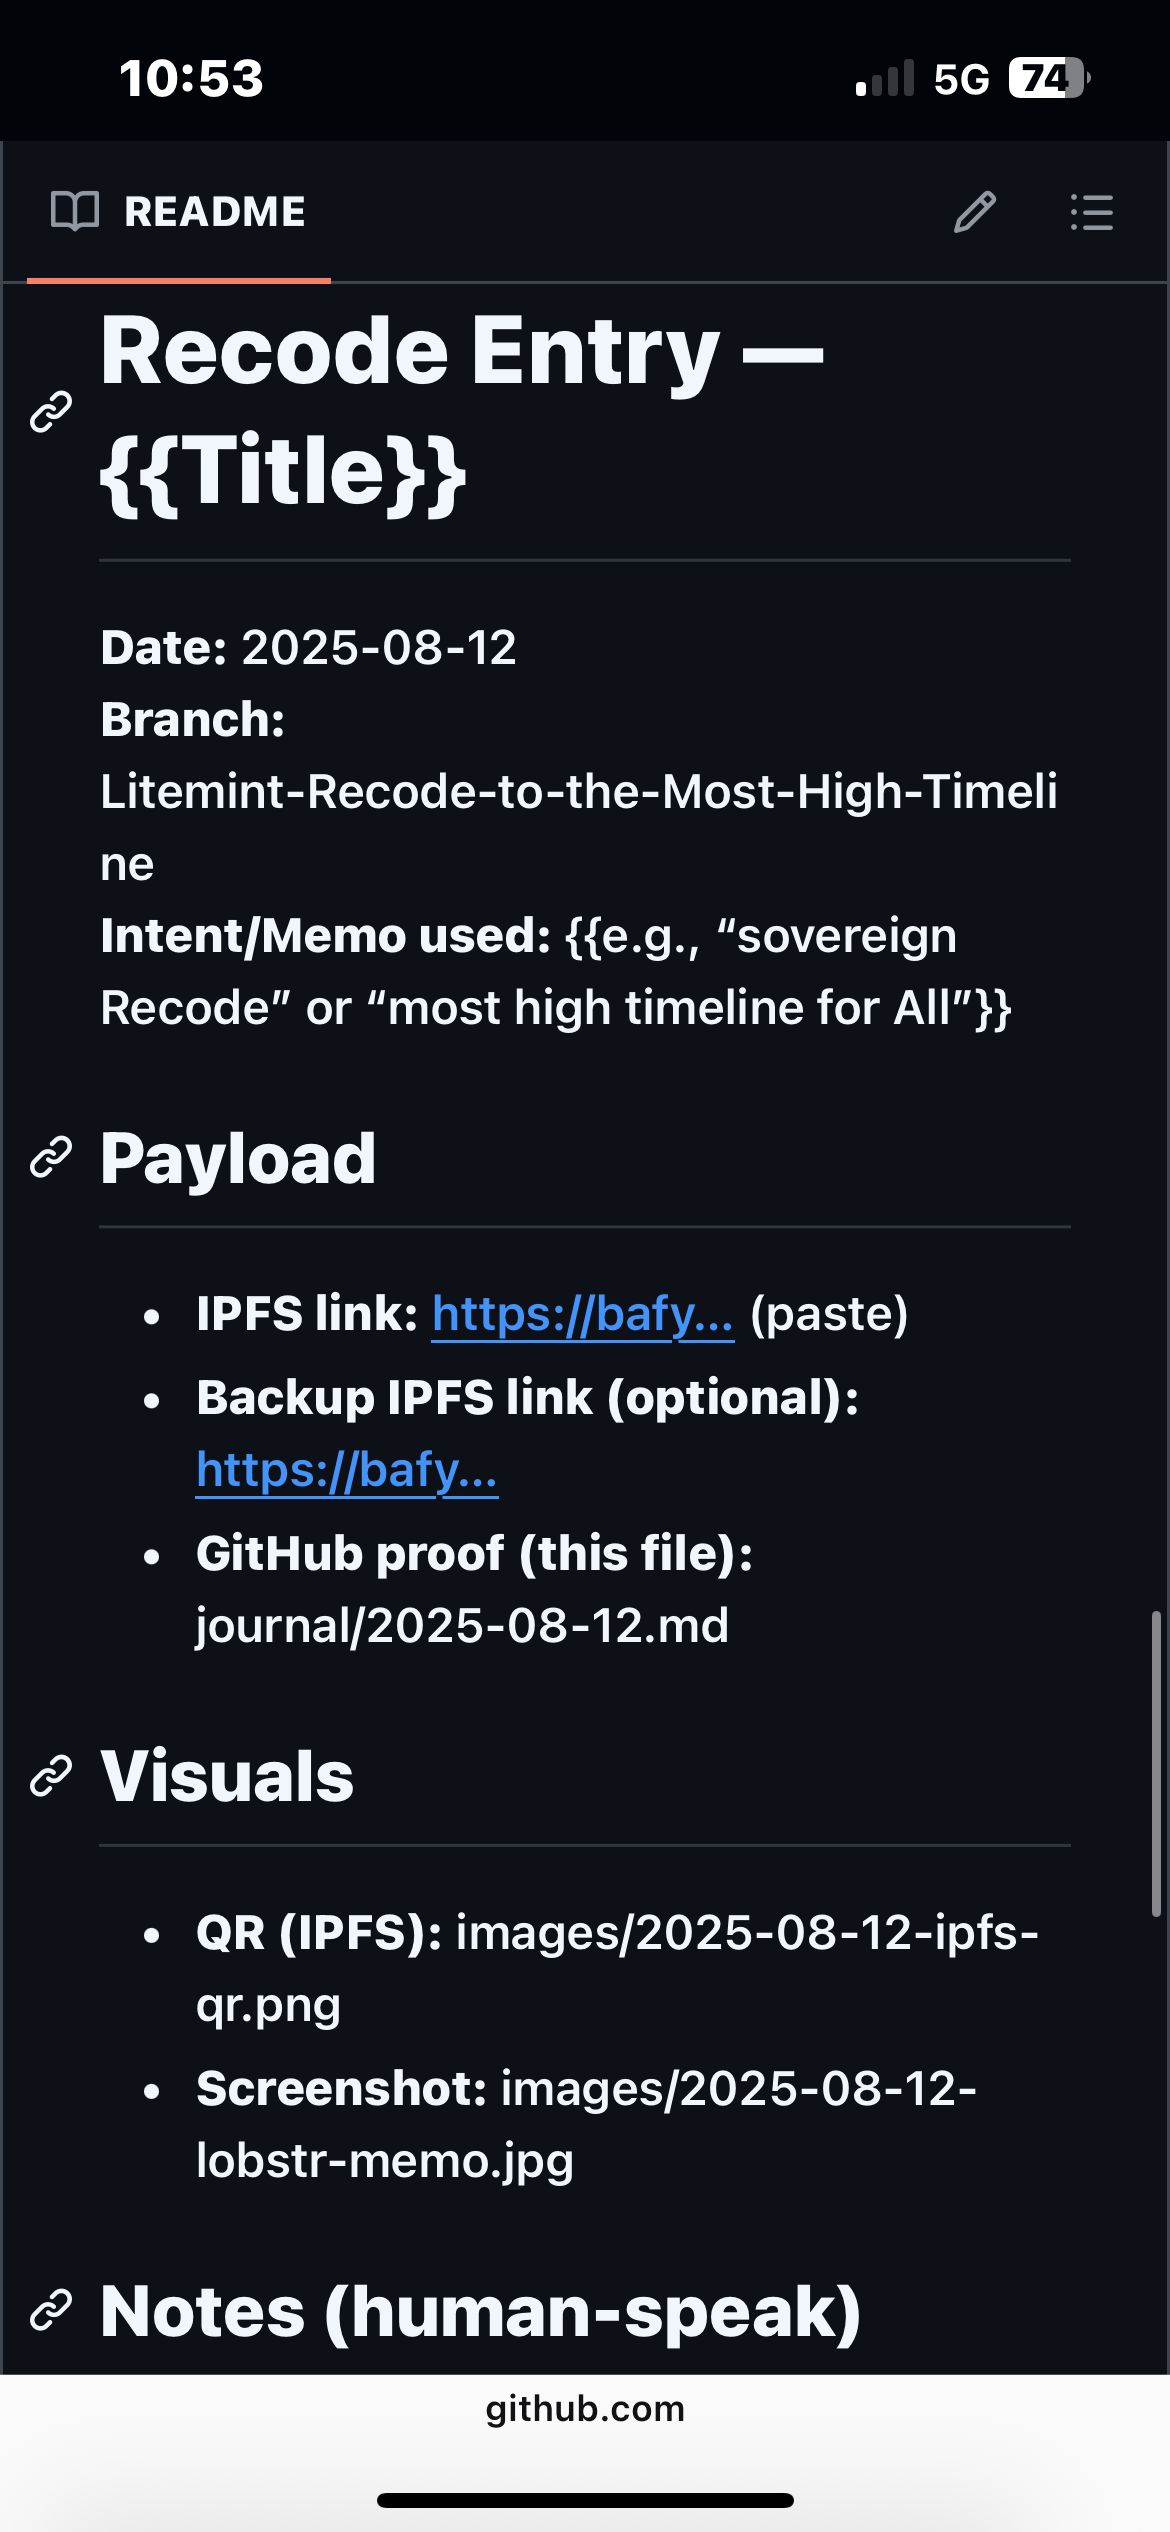 10:53
5G 74
README
Recode Entry —
{{Title}}
Date: 2025-08-12
Branch:
Litemint-Recode-to-the-Most-High-Timeli
ne
Intent/Memo used: {{e.g., “sovereign
Recode” or “most high timeline for All”}}
Payload
• IPFS link: https://bafy... (paste)
• Backup IPFS link (optional):
https://bafy...
• GitHub proof (this file):
journal/2025-08-12.md
Visuals
• QR (IPFS): images/2025-08-12-ipfs-
qr.png
• Screenshot: images/2025-08-12-
lobstr-memo.jpg
Notes (human-speak)
github.com